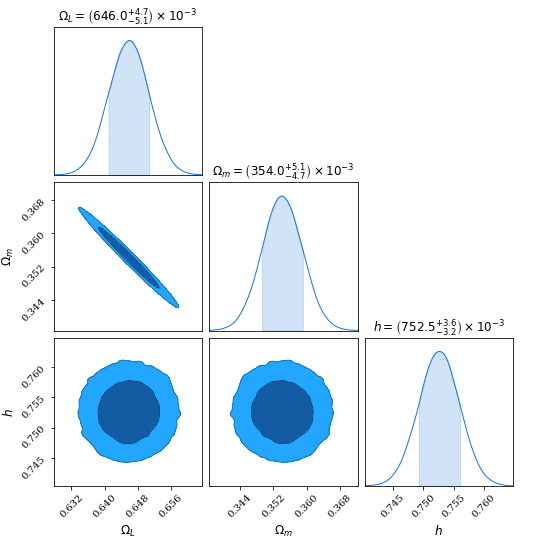 Ω_L = (646.0^{+4.7}_{−5.1}) × 10^{−3}
Ω_m = (354.0^{+5.1}_{−4.7}) × 10^{−3}
0.368
0.360
0.352
0.344
Ω_m
h = (752.5^{+3.6}_{−3.2}) × 10^{−3}
0.760
0.755
0.750
0.745
h
0.632 0.640 0.648 0.656
0.344 0.352 0.360 0.368
0.745 0.750 0.755 0.760
Ω_L Ω_m h